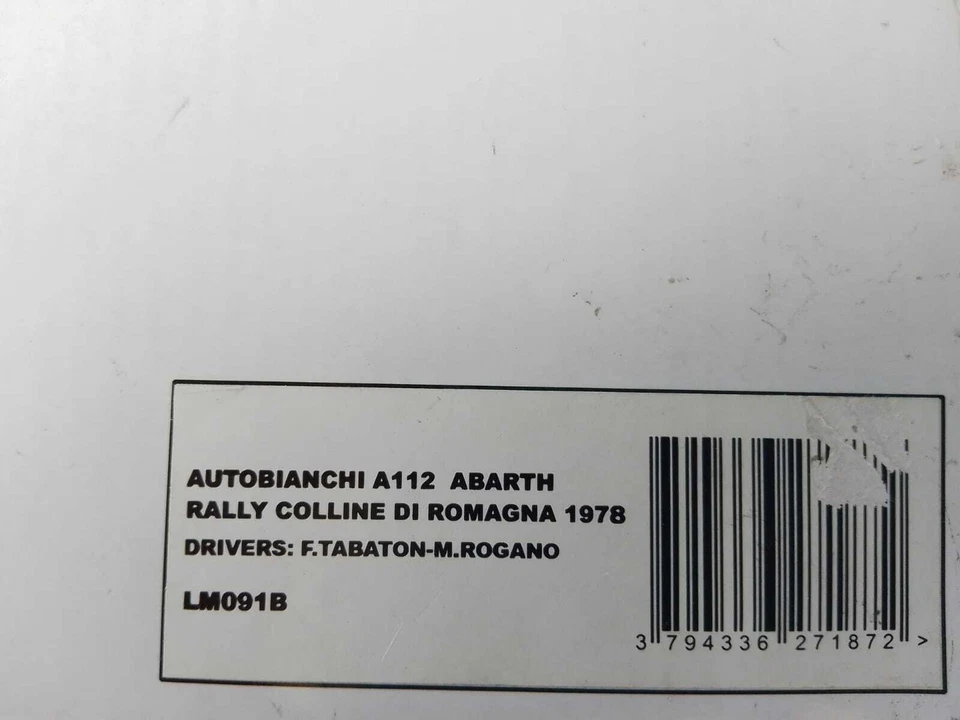 AUTOBIANCHI A112 ABARTH
RALLY COLLINE DI ROMAGNA 1978
DRIVERS: F.TABATON-M.ROGANO
LM091B
3 794336 271872 >